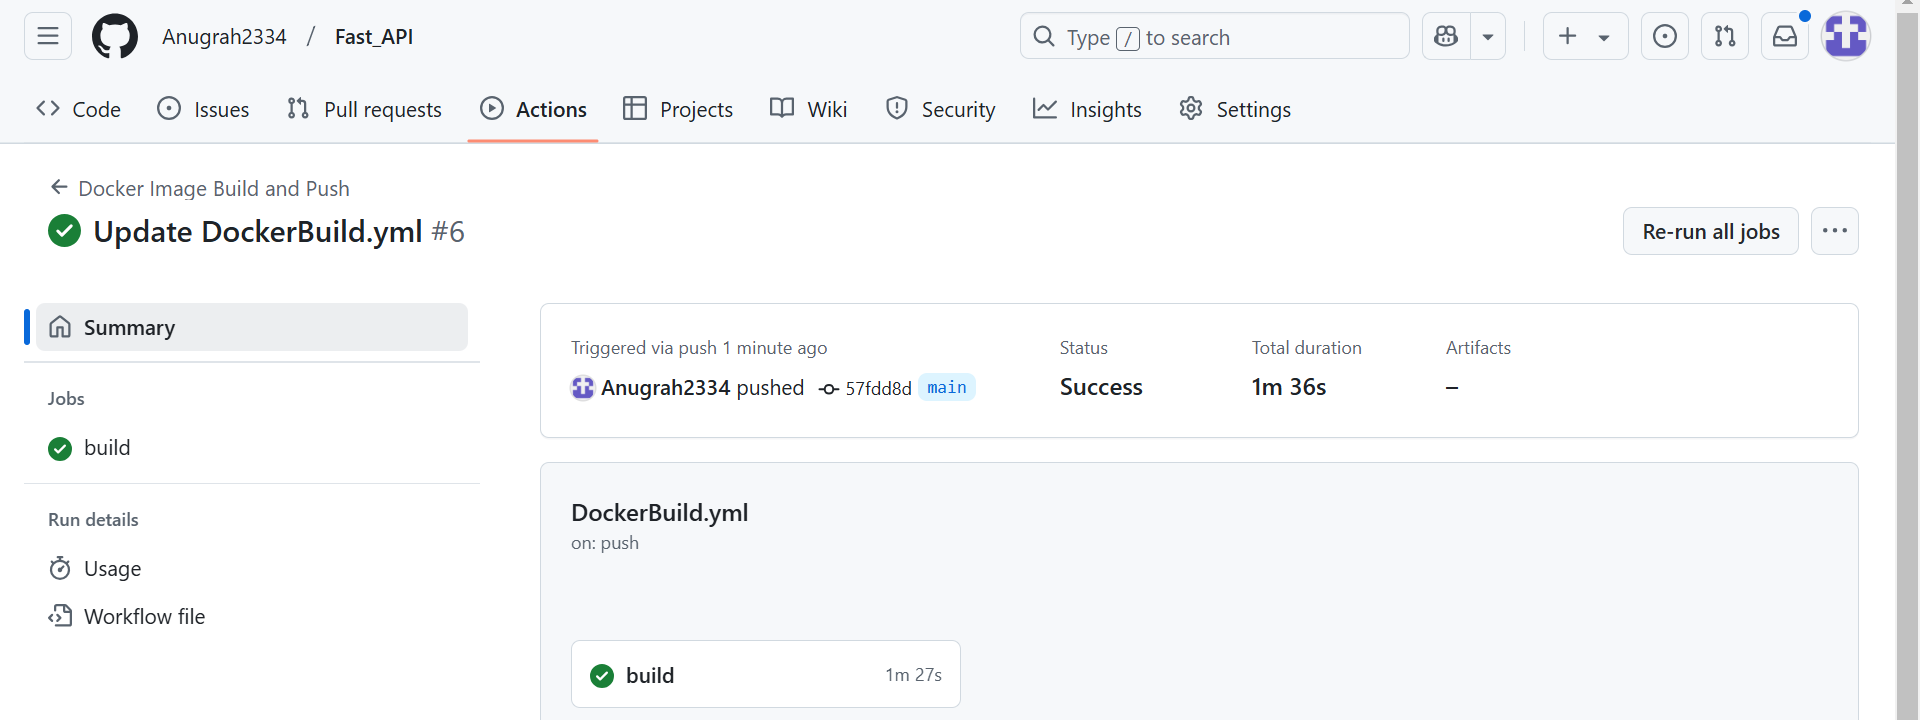 Anugrah2334 / Fast_API
Type / to search
Code Issues Pull requests Actions Projects Wiki Security Insights Settings
Docker Image Build and Push
Update DockerBuild.yml #6
Re-run all jobs
Summary
Jobs
build
Run details
Usage
Workflow file
Triggered via push 1 minute ago
Anugrah2334 pushed 57fdd8d main
Status
Success
Total duration
1m 36s
Artifacts
–
DockerBuild.yml
on: push
build 1m 27s